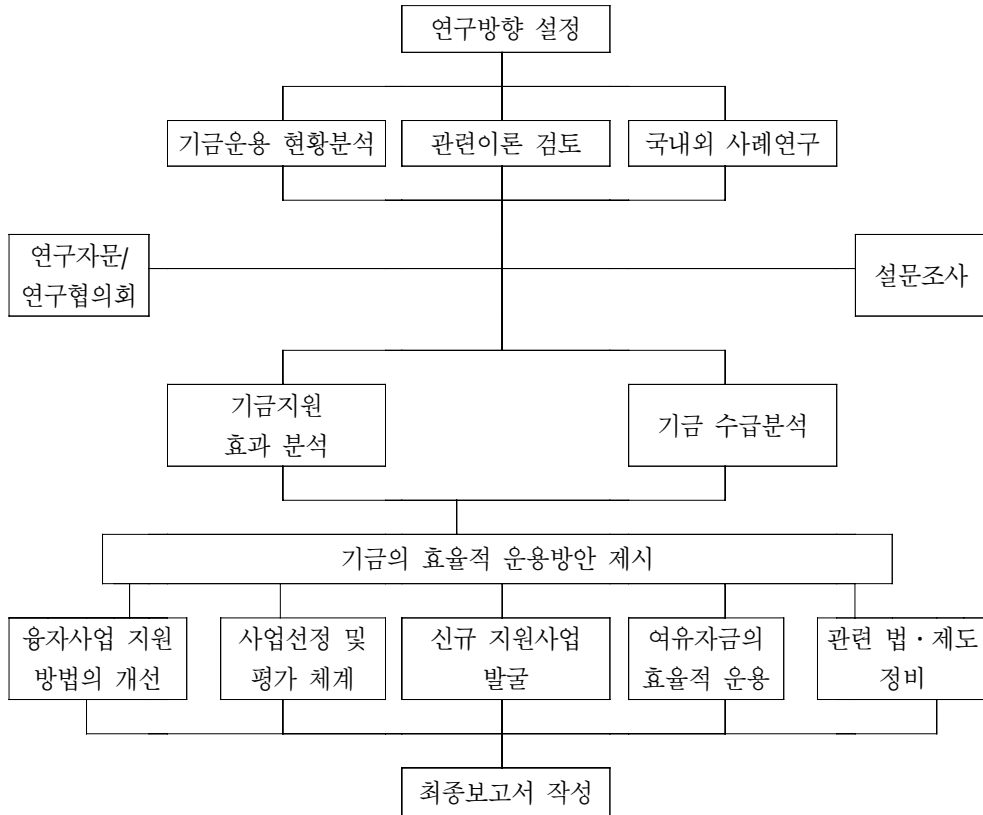 연구방향 설정
기금운용 현황분석
관련이론 검토
국내외 사례연구
연구자문/
연구협의회
설문조사
기금지원
효과 분석
기금 수급분석
기금의 효율적 운용방안 제시
융자사업 지원
방법의 개선
사업선정 및
평가 체계
신규 지원사업
발굴
여유자금의
효율적 운용
관련 법·제도
정비
최종보고서 작성